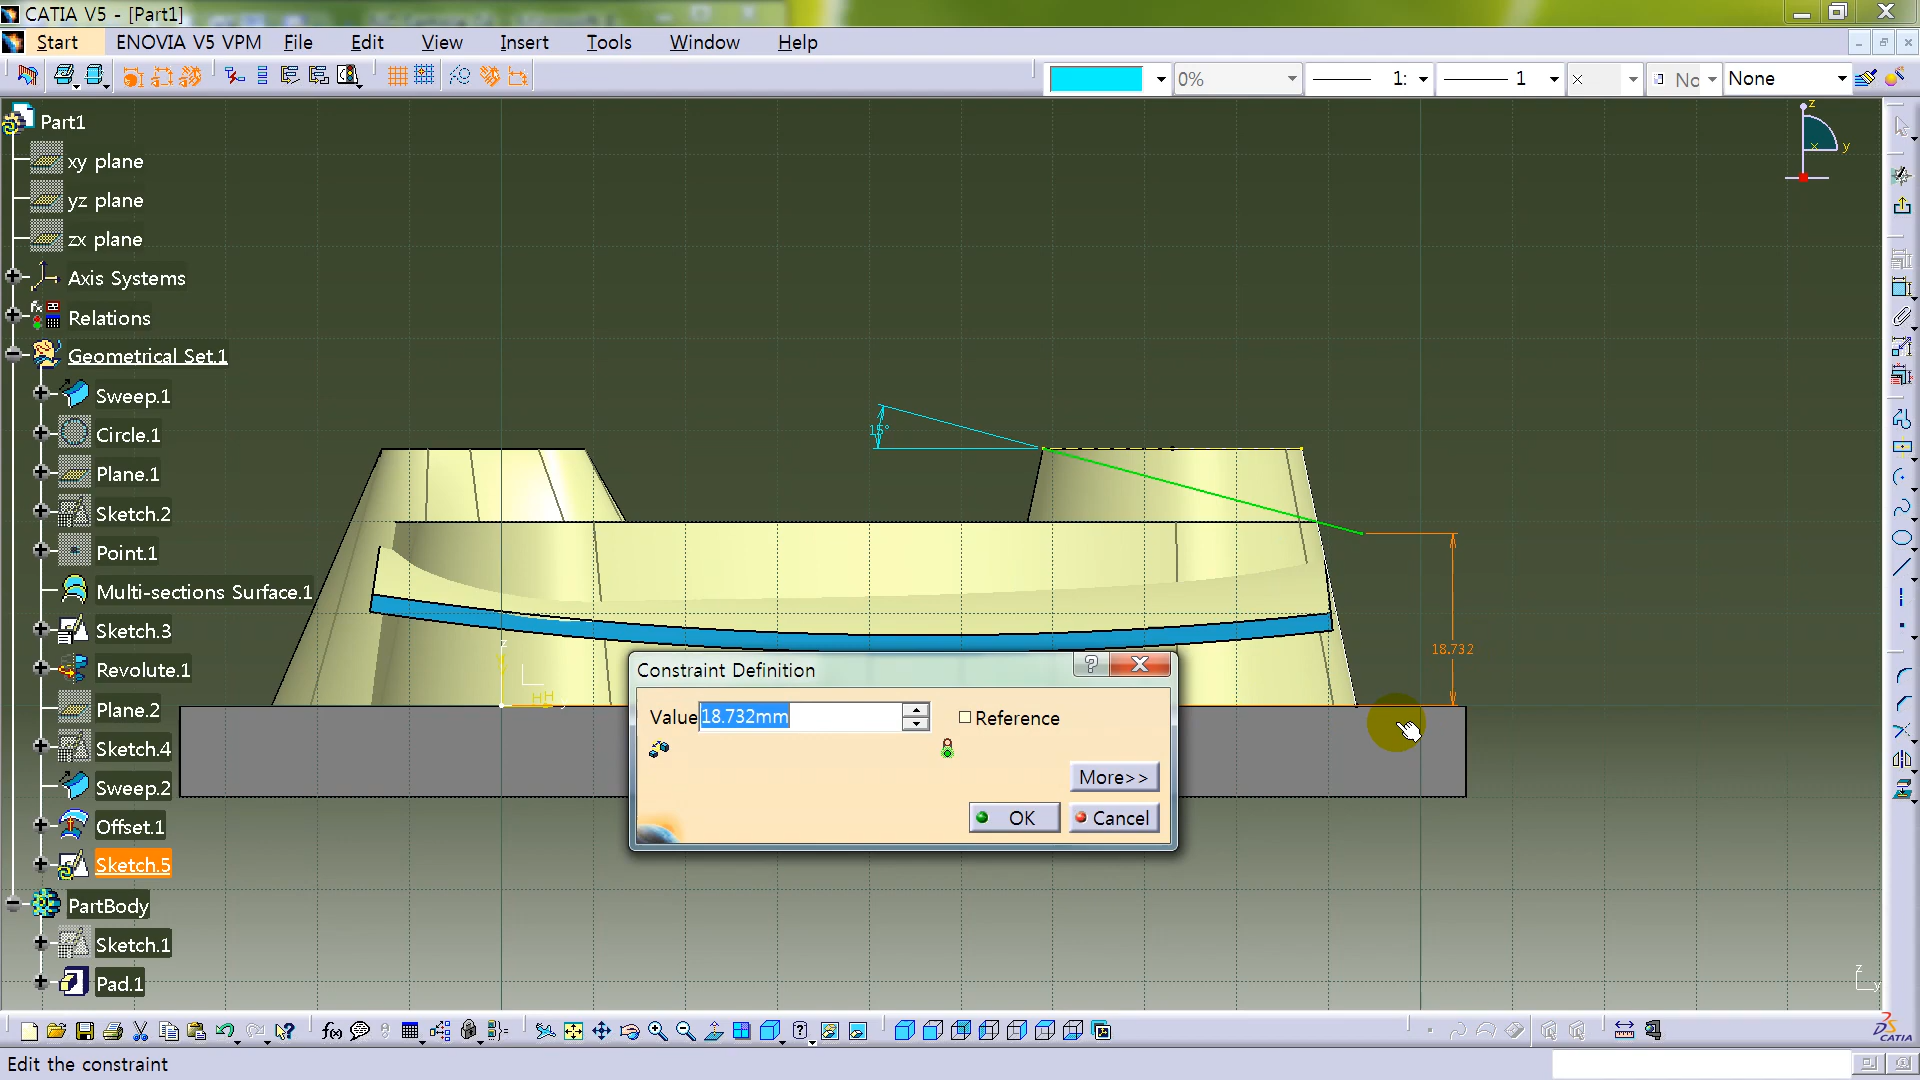 CATIA V5 - [Part1]
Start ENOVIA V5 VPM File Edit View Insert Tools Window Help
0% 1: 1 No None
Part1
xy plane
yz plane
zx plane
Axis Systems
Relations
Geometrical Set.1
Sweep.1
Circle.1
Plane.1
Sketch.2
Point.1
Multi-sections Surface.1
Sketch.3
Revolute.1
Plane.2
Sketch.4
Sweep.2
Offset.1
Sketch.5
PartBody
Sketch.1
Pad.1
z
y
x
15°
18.732
z
HH
Constraint Definition
Value 18.732mm Reference
More>>
OK Cancel
z
y
CATIA
Edit the constraint